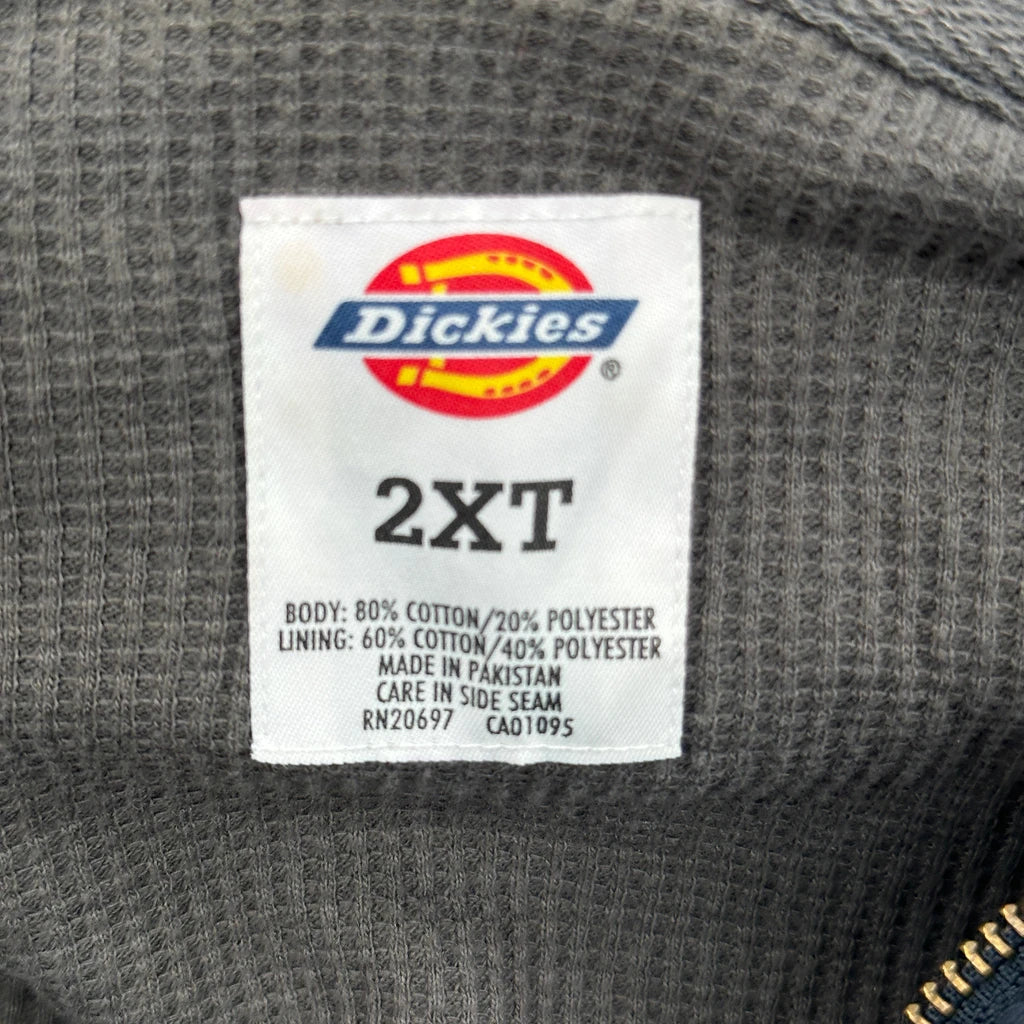 Dickies
®
2XT
BODY: 80% COTTON/20% POLYESTER
LINING: 60% COTTON/40% POLYESTER
MADE IN PAKISTAN
CARE IN SIDE SEAM
RN20697 CA01095